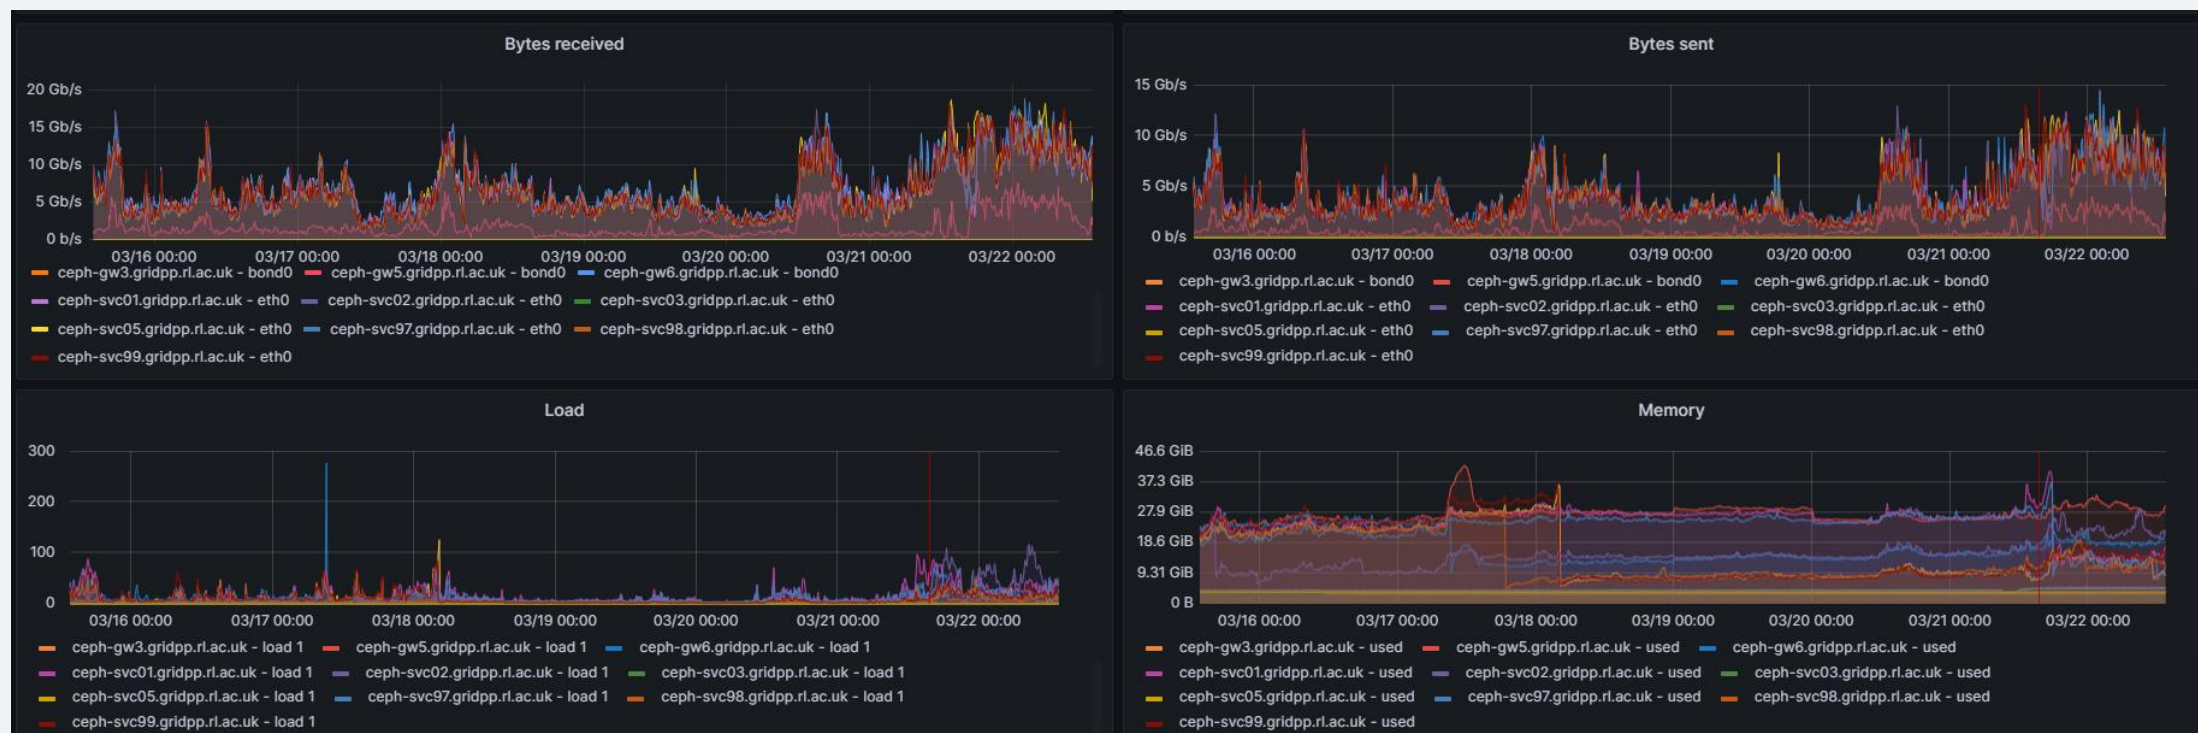 Bytes received
20 Gb/s
15 Gb/s
10 Gb/s
5 Gb/s
0 b/s
03/16 00:00 03/17 00:00 03/18 00:00 03/19 00:00 03/20 00:00 03/21 00:00 03/22 00:00
ceph-gw3.gridpp.rl.ac.uk - bond0 ceph-gw5.gridpp.rl.ac.uk - bond0 ceph-gw6.gridpp.rl.ac.uk - bond0
ceph-svc01.gridpp.rl.ac.uk - eth0 ceph-svc02.gridpp.rl.ac.uk - eth0 ceph-svc03.gridpp.rl.ac.uk - eth0
ceph-svc05.gridpp.rl.ac.uk - eth0 ceph-svc97.gridpp.rl.ac.uk - eth0 ceph-svc98.gridpp.rl.ac.uk - eth0
ceph-svc99.gridpp.rl.ac.uk - eth0
Bytes sent
15 Gb/s
10 Gb/s
5 Gb/s
0 b/s
03/16 00:00 03/17 00:00 03/18 00:00 03/19 00:00 03/20 00:00 03/21 00:00 03/22 00:00
ceph-gw3.gridpp.rl.ac.uk - bond0 ceph-gw5.gridpp.rl.ac.uk - bond0 ceph-gw6.gridpp.rl.ac.uk - bond0
ceph-svc01.gridpp.rl.ac.uk - eth0 ceph-svc02.gridpp.rl.ac.uk - eth0 ceph-svc03.gridpp.rl.ac.uk - eth0
ceph-svc05.gridpp.rl.ac.uk - eth0 ceph-svc97.gridpp.rl.ac.uk - eth0 ceph-svc98.gridpp.rl.ac.uk - eth0
ceph-svc99.gridpp.rl.ac.uk - eth0
Load
300
200
100
0
03/16 00:00 03/17 00:00 03/18 00:00 03/19 00:00 03/20 00:00 03/21 00:00 03/22 00:00
ceph-gw3.gridpp.rl.ac.uk - load 1 ceph-gw5.gridpp.rl.ac.uk - load 1 ceph-gw6.gridpp.rl.ac.uk - load 1
ceph-svc01.gridpp.rl.ac.uk - load 1 ceph-svc02.gridpp.rl.ac.uk - load 1 ceph-svc03.gridpp.rl.ac.uk - load 1
ceph-svc05.gridpp.rl.ac.uk - load 1 ceph-svc97.gridpp.rl.ac.uk - load 1 ceph-svc98.gridpp.rl.ac.uk - load 1
ceph-svc99.gridpp.rl.ac.uk - load 1
Memory
46.6 GiB
37.3 GiB
27.9 GiB
18.6 GiB
9.31 GiB
0 B
03/16 00:00 03/17 00:00 03/18 00:00 03/19 00:00 03/20 00:00 03/21 00:00 03/22 00:00
ceph-gw3.gridpp.rl.ac.uk - used ceph-gw5.gridpp.rl.ac.uk - used ceph-gw6.gridpp.rl.ac.uk - used
ceph-svc01.gridpp.rl.ac.uk - used ceph-svc02.gridpp.rl.ac.uk - used ceph-svc03.gridpp.rl.ac.uk - used
ceph-svc05.gridpp.rl.ac.uk - used ceph-svc97.gridpp.rl.ac.uk - used ceph-svc98.gridpp.rl.ac.uk - used
ceph-svc99.gridpp.rl.ac.uk - used